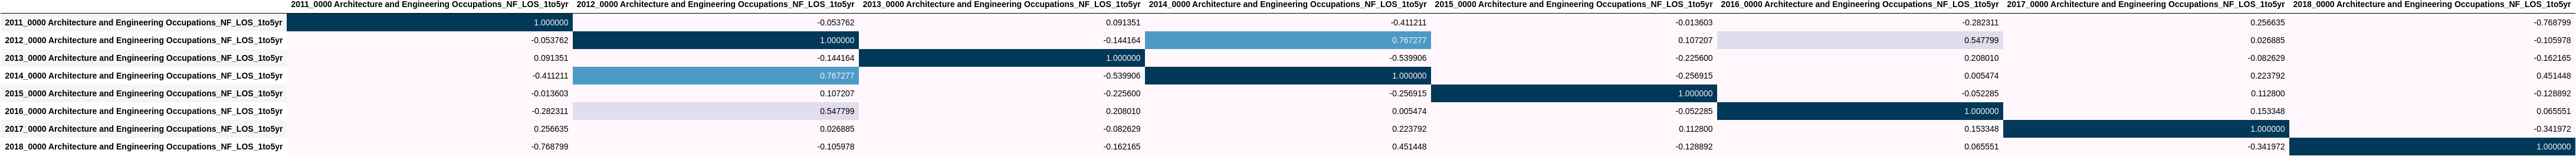 2011_0000 Architecture and Engineering Occupations_NF_LOS_1to5yr 2012_0000 Architecture and Engineering Occupations_NF_LOS_1to5yr 2013_0000 Architecture and Engineering Occupations_NF_LOS_1to5yr 2014_0000 Architecture and Engineering Occupations_NF_LOS_1to5yr 2015_0000 Architecture and Engineering Occupations_NF_LOS_1to5yr 2016_0000 Architecture and Engineering Occupations_NF_LOS_1to5yr 2017_0000 Architecture and Engineering Occupations_NF_LOS_1to5yr 2018_0000 Architecture and Engineering Occupations_NF_LOS_1to5yr
2011_0000 Architecture and Engineering Occupations_NF_LOS_1to5yr 1.000000 -0.053762 0.091351 -0.411211 -0.013603 -0.282311 0.256635 -0.768799
2012_0000 Architecture and Engineering Occupations_NF_LOS_1to5yr -0.053762 1.000000 -0.144164 0.767277 0.107207 0.547799 0.026885 -0.105978
2013_0000 Architecture and Engineering Occupations_NF_LOS_1to5yr 0.091351 -0.144164 1.000000 -0.539906 -0.225600 0.208010 -0.082629 -0.162165
2014_0000 Architecture and Engineering Occupations_NF_LOS_1to5yr -0.411211 0.767277 -0.539906 1.000000 -0.256915 0.005474 0.223792 0.451448
2015_0000 Architecture and Engineering Occupations_NF_LOS_1to5yr -0.013603 0.107207 -0.225600 -0.256915 1.000000 -0.052285 0.112800 -0.128892
2016_0000 Architecture and Engineering Occupations_NF_LOS_1to5yr -0.282311 0.547799 0.208010 0.005474 -0.052285 1.000000 0.153348 0.065551
2017_0000 Architecture and Engineering Occupations_NF_LOS_1to5yr 0.256635 0.026885 -0.082629 0.223792 0.112800 0.153348 1.000000 -0.341972
2018_0000 Architecture and Engineering Occupations_NF_LOS_1to5yr -0.768799 -0.105978 -0.162165 0.451448 -0.128892 0.065551 -0.341972 1.000000